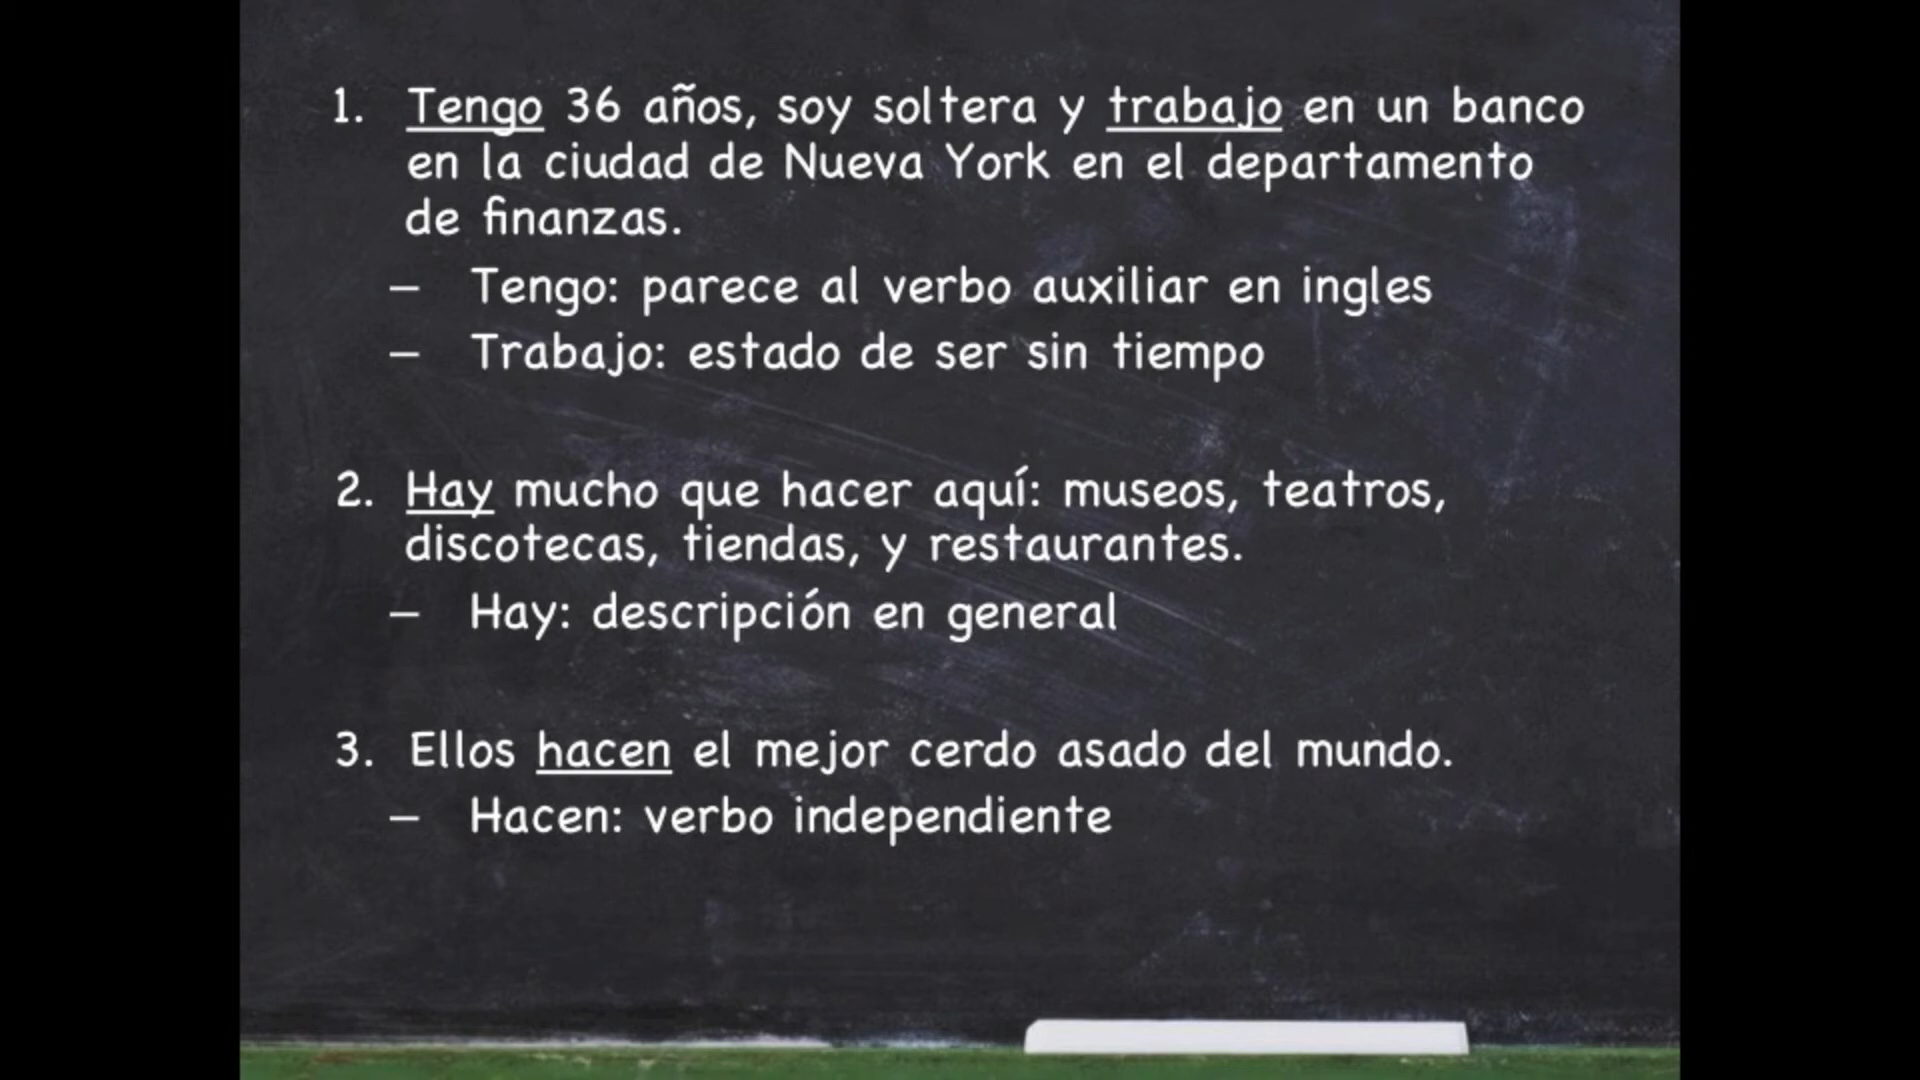 1. Tengo 36 años, soy soltera y trabajo en un banco
en la ciudad de Nueva York en el departamento
de finanzas.
– Tengo: parece al verbo auxiliar en ingles
– Trabajo: estado de ser sin tiempo
2. Hay mucho que hacer aquí: museos, teatros,
discotecas, tiendas, y restaurantes.
– Hay: descripción en general
3. Ellos hacen el mejor cerdo asado del mundo.
– Hacen: verbo independiente